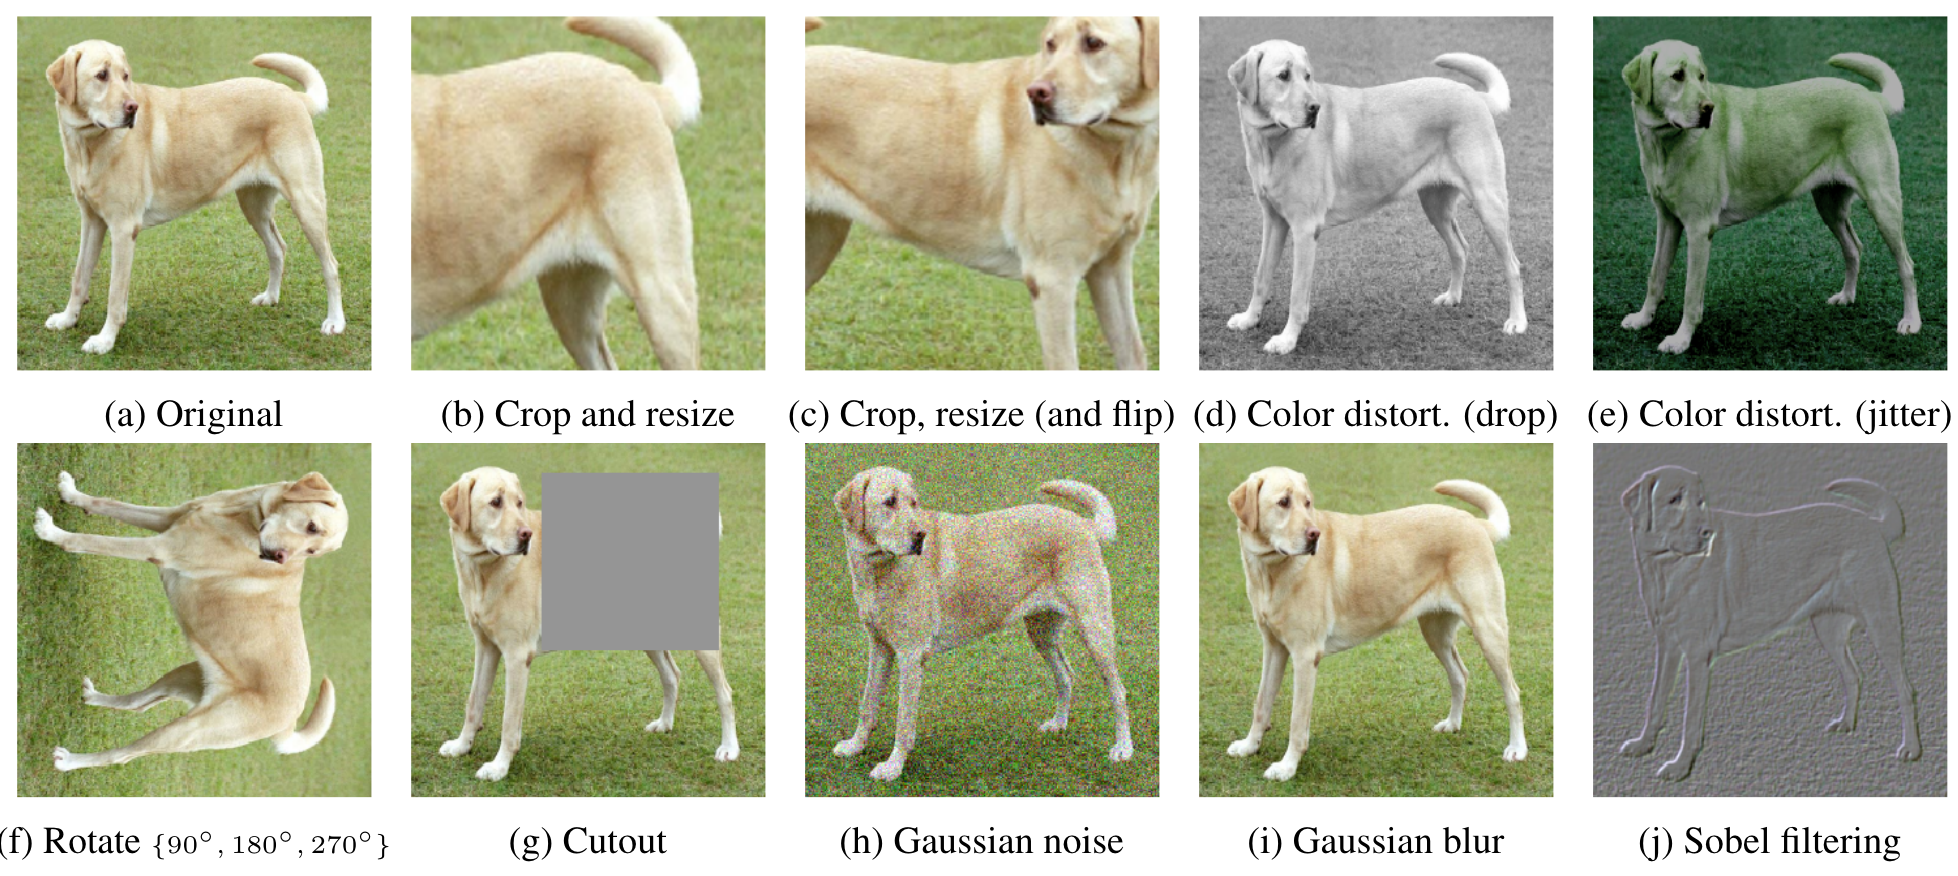 (a) Original
(b) Crop and resize
(c) Crop, resize (and flip)
(d) Color distort. (drop)
(e) Color distort. (jitter)
(f) Rotate {90°, 180°, 270°}
(g) Cutout
(h) Gaussian noise
(i) Gaussian blur
(j) Sobel filtering